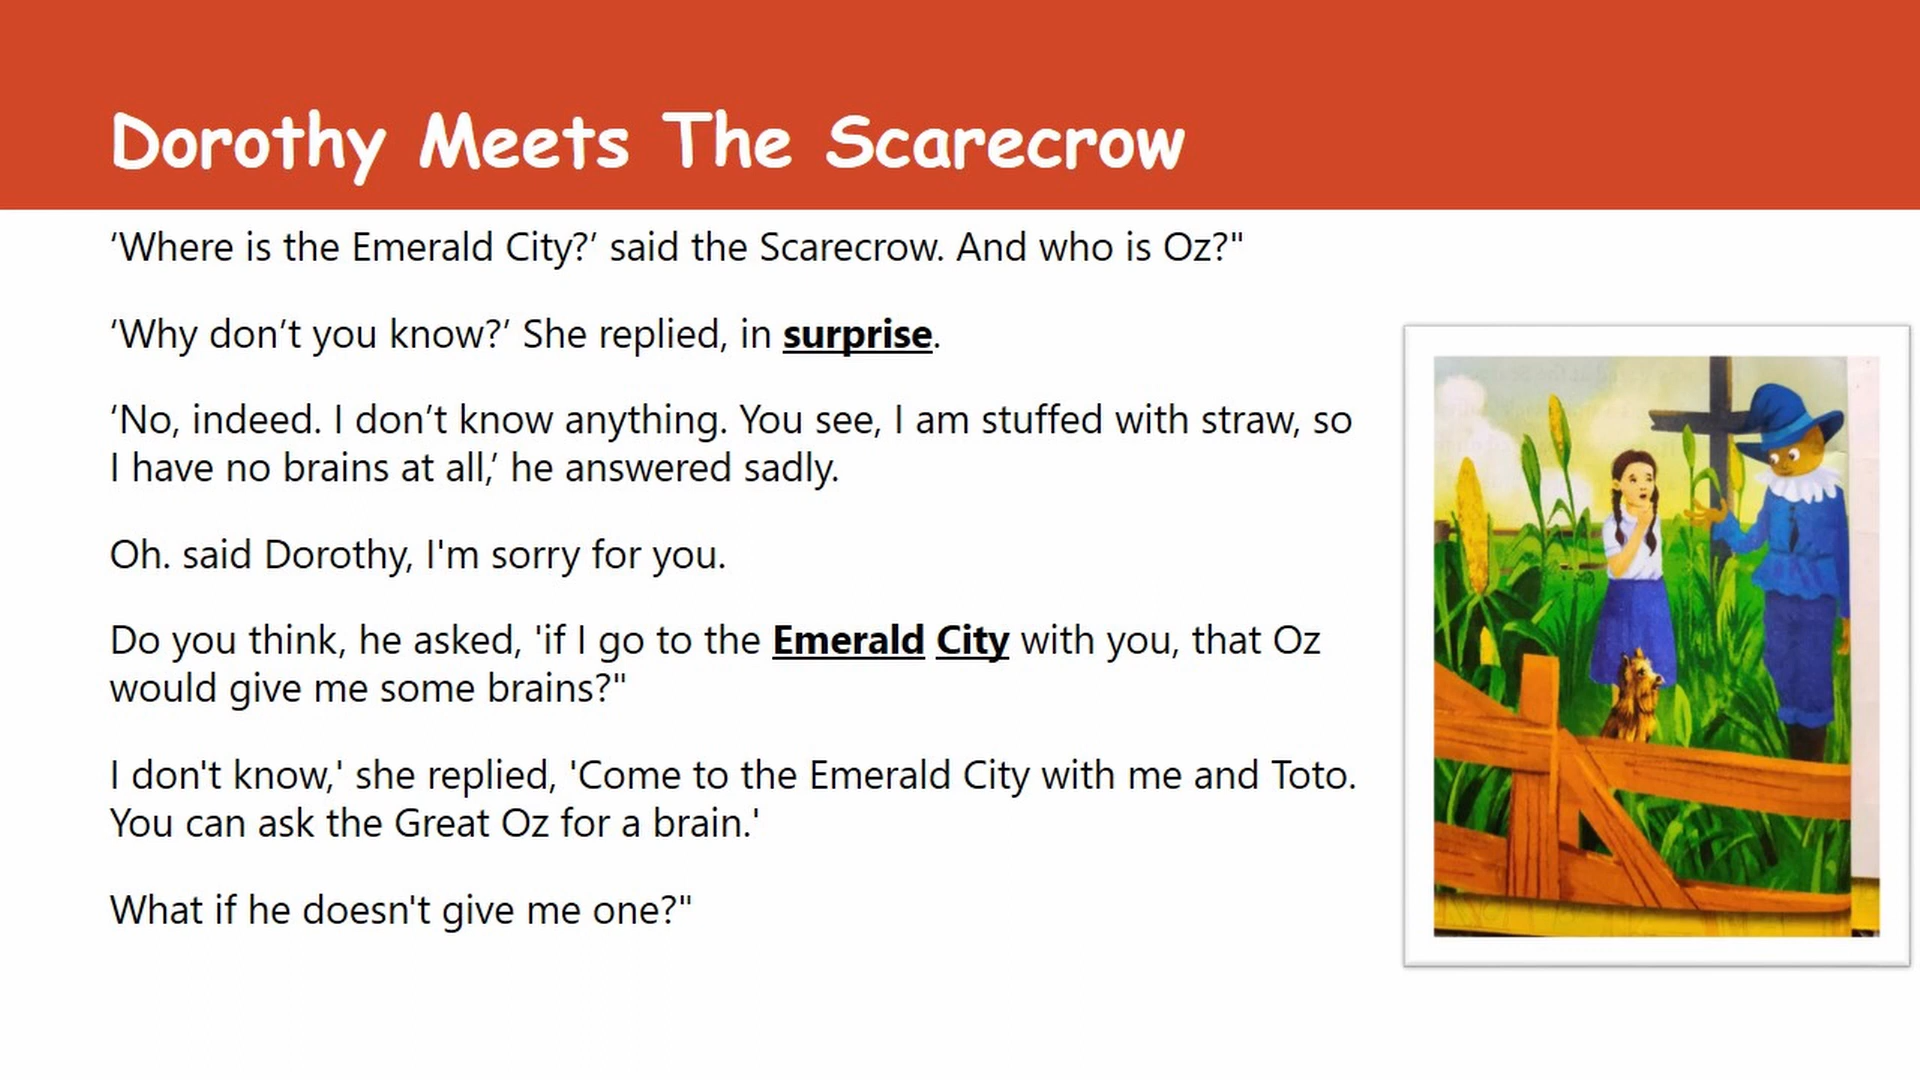 Dorothy Meets The Scarecrow
‘Where is the Emerald City?’ said the Scarecrow. And who is Oz?"
‘Why don’t you know?’ She replied, in surprise.
‘No, indeed. I don’t know anything. You see, I am stuffed with straw, so
I have no brains at all,’ he answered sadly.
Oh. said Dorothy, I'm sorry for you.
Do you think, he asked, 'if I go to the Emerald City with you, that Oz
would give me some brains?"
I don't know,' she replied, 'Come to the Emerald City with me and Toto.
You can ask the Great Oz for a brain.'
What if he doesn't give me one?"